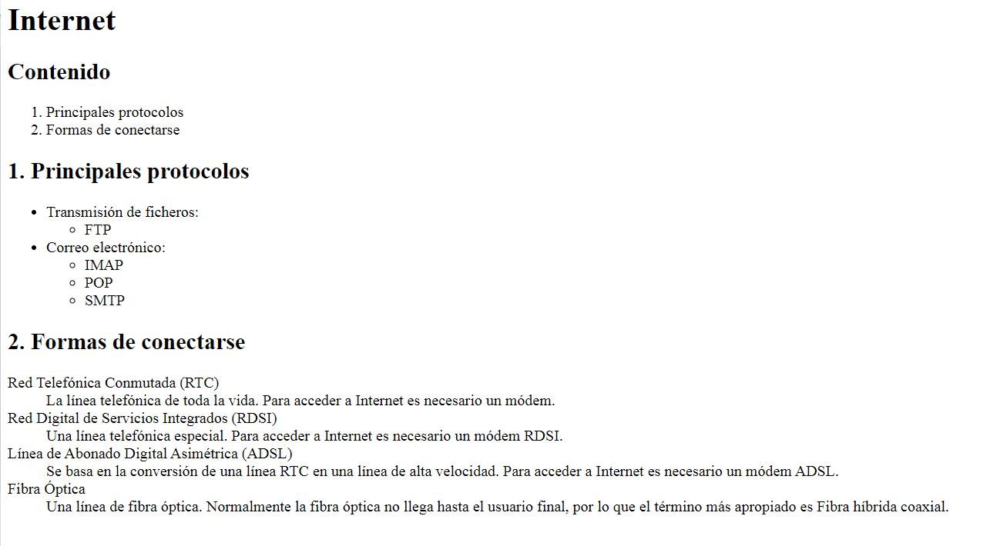 Internet
Contenido
1. Principales protocolos
2. Formas de conectarse
1. Principales protocolos
Transmisión de ficheros:
FTP
Correo electrónico:
IMAP
POP
SMTP
2. Formas de conectarse
Red Telefónica Conmutada (RTC)
La línea telefónica de toda la vida. Para acceder a Internet es necesario un módem.
Red Digital de Servicios Integrados (RDSI)
Una línea telefónica especial. Para acceder a Internet es necesario un módem RDSI.
Línea de Abonado Digital Asimétrica (ADSL)
Se basa en la conversión de una línea RTC en una línea de alta velocidad. Para acceder a Internet es necesario un módem ADSL.
Fibra Óptica
Una línea de fibra óptica. Normalmente la fibra óptica no llega hasta el usuario final, por lo que el término más apropiado es Fibra híbrida coaxial.